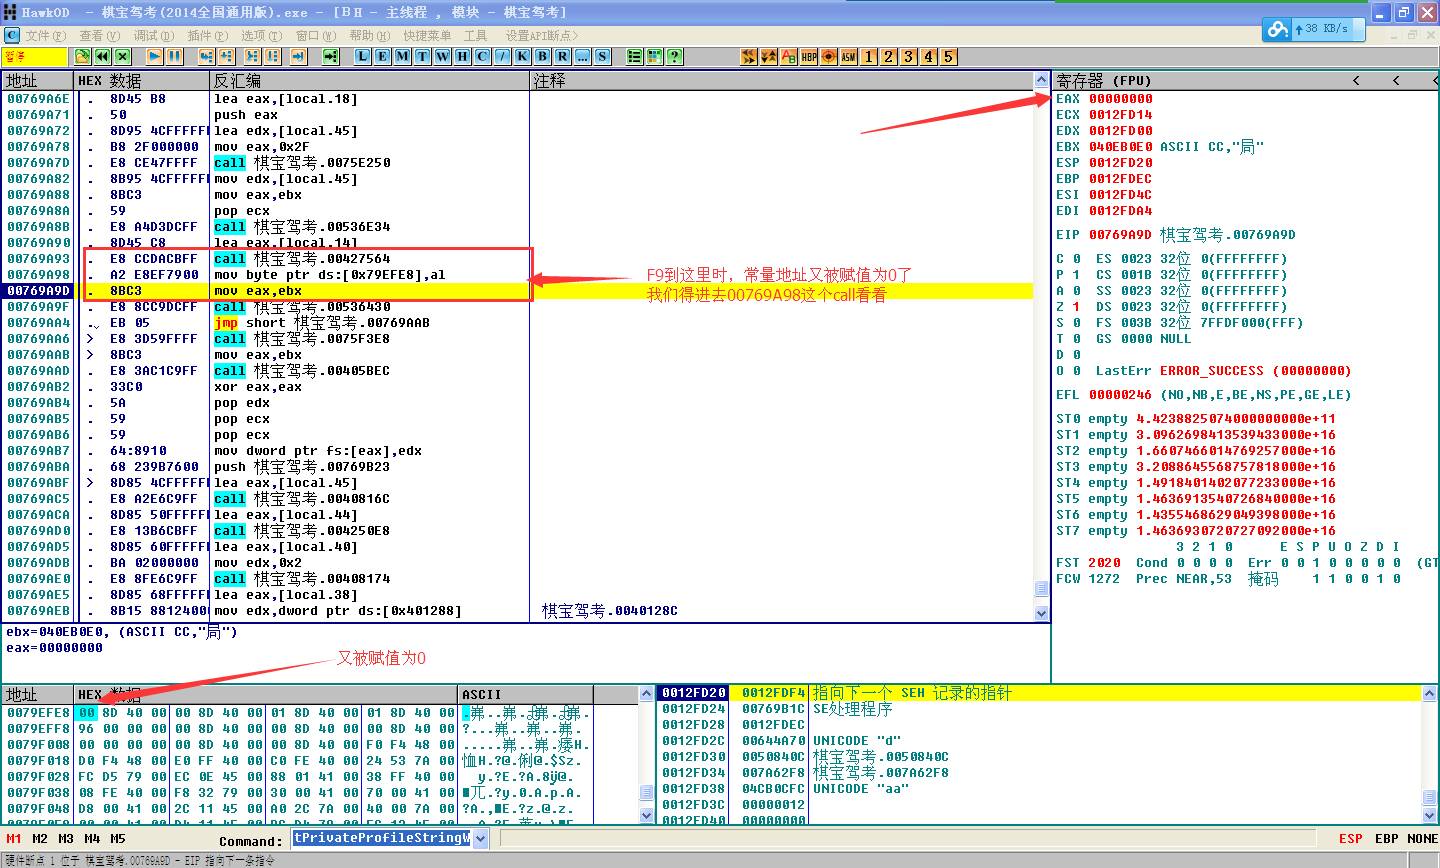 HawkOD - 棋宝驾考(2014全国通用版).exe - [BH - 主线程 , 模块 - 棋宝驾考]
C 文件(F) 查看(V) 调试(D) 插件(P) 选项(T) 窗口(W) 帮助(H) 快捷菜单 工具 设置API断点>
38 KB/s
暂停 L E M T W H C / K B R ... S ? HBP ASM 1 2 3 4 5
地址 HEX 数据 反汇编 注释
00769A6E . 8D45 B8 lea eax,[local.18]
00769A71 . 50 push eax
00769A72 . 8D95 4CFFFFF lea edx,[local.45]
00769A78 . B8 2F000000 mov eax,0x2F
00769A7D . E8 CE47FFFF call 棋宝驾考.0075E250
00769A82 . 8B95 4CFFFFF mov edx,[local.45]
00769A88 . 8BC3 mov eax,ebx
00769A8A . 59 pop ecx
00769A8B . E8 A4D3DCFF call 棋宝驾考.00536E34
00769A90 . 8D45 C8 lea eax,[local.14]
00769A93 . E8 CCDACBFF call 棋宝驾考.00427564
00769A98 . A2 E8EF7900 mov byte ptr ds:[0x79EFE8],al
00769A9D . 8BC3 mov eax,ebx
00769A9F . E8 8CC9DCFF call 棋宝驾考.00536430
00769AA4 . EB 05 jmp short 棋宝驾考.00769AAB
00769AA6 > E8 3D59FFFF call 棋宝驾考.0075F3E8
00769AAB > 8BC3 mov eax,ebx
00769AAD . E8 3AC1C9FF call 棋宝驾考.00405BEC
00769AB2 . 33C0 xor eax,eax
00769AB4 . 5A pop edx
00769AB5 . 59 pop ecx
00769AB6 . 59 pop ecx
00769AB7 . 64:8910 mov dword ptr fs:[eax],edx
00769ABA . 68 239B7600 push 棋宝驾考.00769B23
00769ABF > 8D85 4CFFFFF lea eax,[local.45]
00769AC5 . E8 A2E6C9FF call 棋宝驾考.0040816C
00769ACA . 8D85 50FFFFF lea eax,[local.44]
00769AD0 . E8 13B6CBFF call 棋宝驾考.004250E8
00769AD5 . 8D85 60FFFFF lea eax,[local.40]
00769ADB . BA 02000000 mov edx,0x2
00769AE0 . E8 8FE6C9FF call 棋宝驾考.00408174
00769AE5 . 8D85 68FFFFF lea eax,[local.38]
00769AEB . 8B15 8812400 mov edx,dword ptr ds:[0x401288] 棋宝驾考.0040128C
F9到这里时，常量地址又被赋值为0了
我们得进去00769A98这个call看看
寄存器 (FPU) < < <
EAX 00000000
ECX 0012FD14
EDX 0012FD00
EBX 040EB0E0 ASCII CC,"局"
ESP 0012FD20
EBP 0012FDEC
ESI 0012FD4C
EDI 0012FDA4
EIP 00769A9D 棋宝驾考.00769A9D
C 0 ES 0023 32位 0(FFFFFFFF)
P 1 CS 001B 32位 0(FFFFFFFF)
A 0 SS 0023 32位 0(FFFFFFFF)
Z 1 DS 0023 32位 0(FFFFFFFF)
S 0 FS 003B 32位 7FFDF000(FFF)
T 0 GS 0000 NULL
D 0
O 0 LastErr ERROR_SUCCESS (00000000)
EFL 00000246 (NO,NB,E,BE,NS,PE,GE,LE)
ST0 empty 4.4238825074000000000e+11
ST1 empty 3.0962698413539433000e+16
ST2 empty 1.6607466014769257000e+16
ST3 empty 3.2088645568757818000e+16
ST4 empty 1.4918401402077233000e+16
ST5 empty 1.4636913540726840000e+16
ST6 empty 1.4355468629049398000e+16
ST7 empty 1.4636930720727092000e+16
3 2 1 0 E S P U O Z D I
FST 2020 Cond 0 0 0 0 Err 0 0 1 0 0 0 0 0 (GT
FCW 1272 Prec NEAR,53 掩码 1 1 0 0 1 0
ebx=040EB0E0, (ASCII CC,"局")
eax=00000000
又被赋值为0
地址 HEX 数据 ASCII
0079EFE8 00 8D 40 00 00 8D 40 00 01 8D 40 00 01 8D 40 00
0079EFF8 96 00 00 00 00 8D 40 00 00 8D 40 00 00 8D 40 00
0079F008 00 00 00 00 00 8D 40 00 00 8D 40 00 F0 F4 48 00
0079F018 D0 F4 48 00 E0 FF 40 00 C0 FE 40 00 24 53 7A 00
0079F028 FC D5 79 00 EC 0E 45 00 88 01 41 00 38 FF 40 00
0079F038 08 FE 40 00 F8 32 79 00 30 00 41 00 70 00 41 00
0079F048 D8 00 41 00 2C 11 45 00 A0 2C 7A 00 40 00 7A 00
0012FD20 0012FDF4 指向下一个 SEH 记录的指针
0012FD24 00769B1C SE处理程序
0012FD28 0012FDEC
0012FD2C 00644A70 UNICODE "d"
0012FD30 0050840C 棋宝驾考.0050840C
0012FD34 007A62F8 棋宝驾考.007A62F8
0012FD38 04CB0CFC UNICODE "aa"
0012FD3C 00000012
0012FD40 00000000
M1 M2 M3 M4 M5 Command: tPrivateProfileStringW ESP EBP NONE
硬件断点 1 位于 棋宝驾考.00769A9D - EIP 指向下一条指令